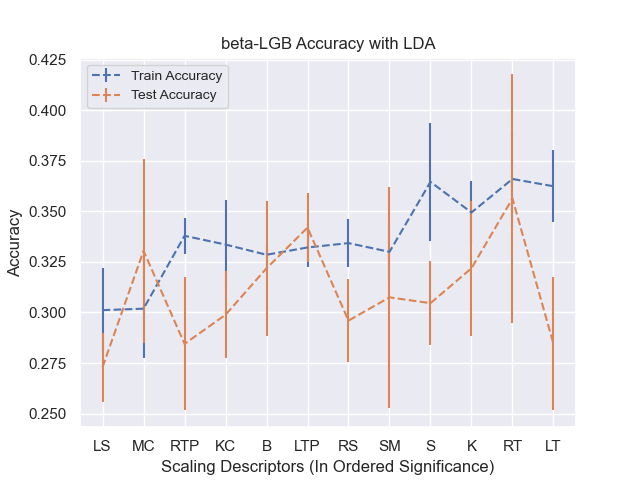 beta-LGB Accuracy with LDA
Train Accuracy
Test Accuracy
Accuracy
0.425
0.400
0.375
0.350
0.325
0.300
0.275
0.250
LS MC RTP KC B LTP RS SM S K RT LT
Scaling Descriptors (In Ordered Significance)